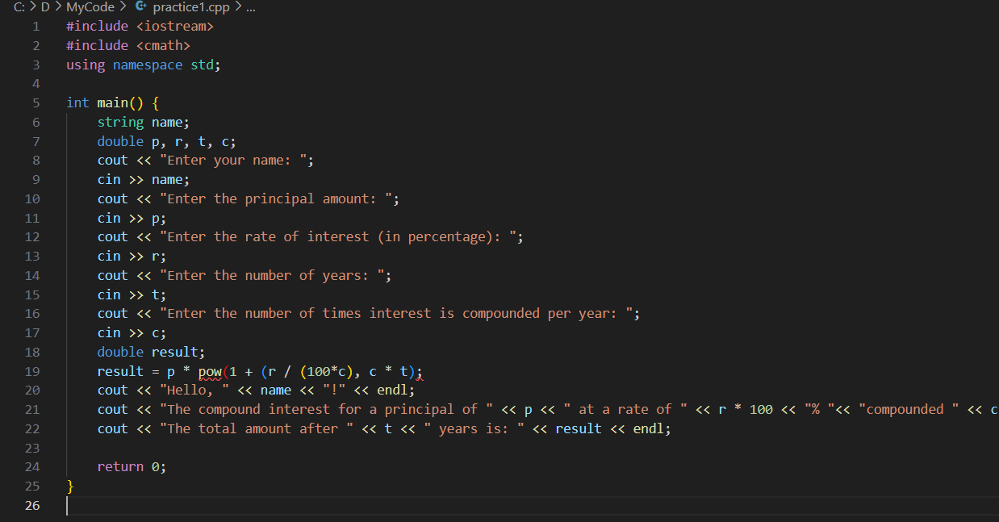 C: > D > MyCode > practice1.cpp > ...
1 #include <iostream>
2 #include <cmath>
3 using namespace std;
4
5 int main() {
6     string name;
7     double p, r, t, c;
8     cout << "Enter your name: ";
9     cin >> name;
10     cout << "Enter the principal amount: ";
11     cin >> p;
12     cout << "Enter the rate of interest (in percentage): ";
13     cin >> r;
14     cout << "Enter the number of years: ";
15     cin >> t;
16     cout << "Enter the number of times interest is compounded per year: ";
17     cin >> c;
18     double result;
19     result = p * pow(1 + (r / (100*c), c * t);
20     cout << "Hello, " << name << "!" << endl;
21     cout << "The compound interest for a principal of " << p << " at a rate of " << r * 100 << "% "<< "compounded " << c
22     cout << "The total amount after " << t << " years is: " << result << endl;
23
24     return 0;
25 }
26